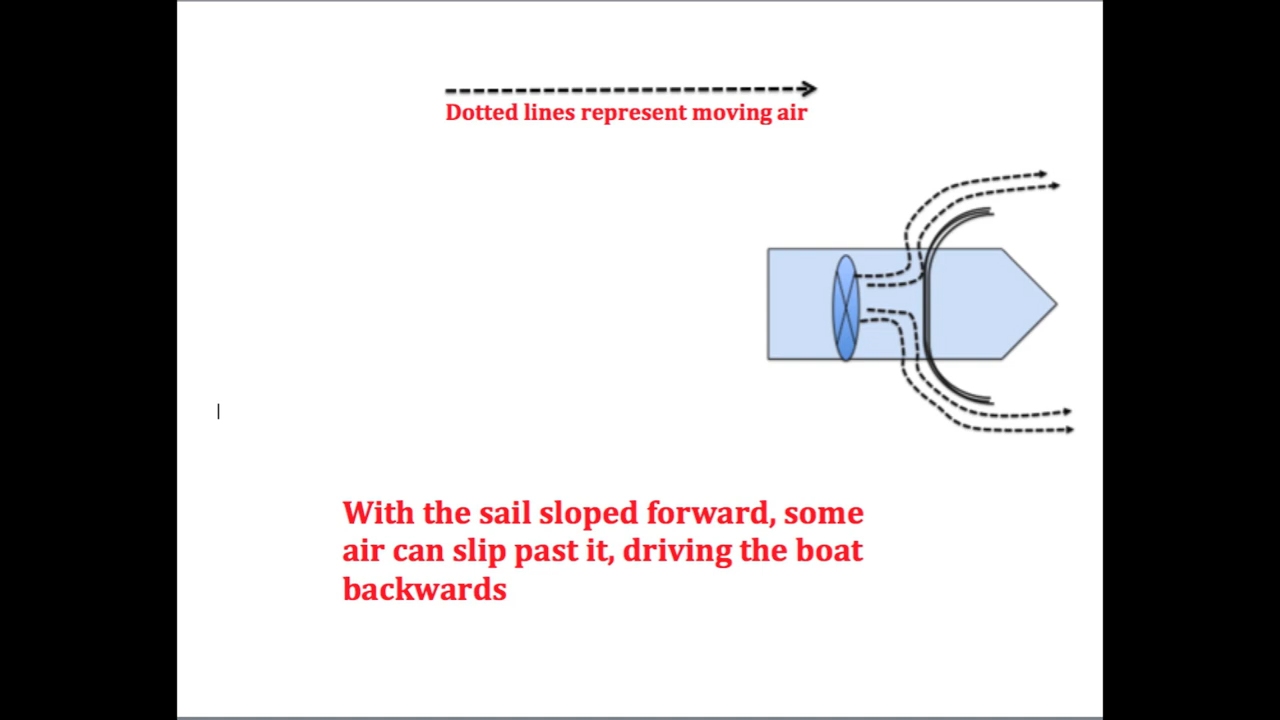 Dotted lines represent moving air
With the sail sloped forward, some
air can slip past it, driving the boat
backwards